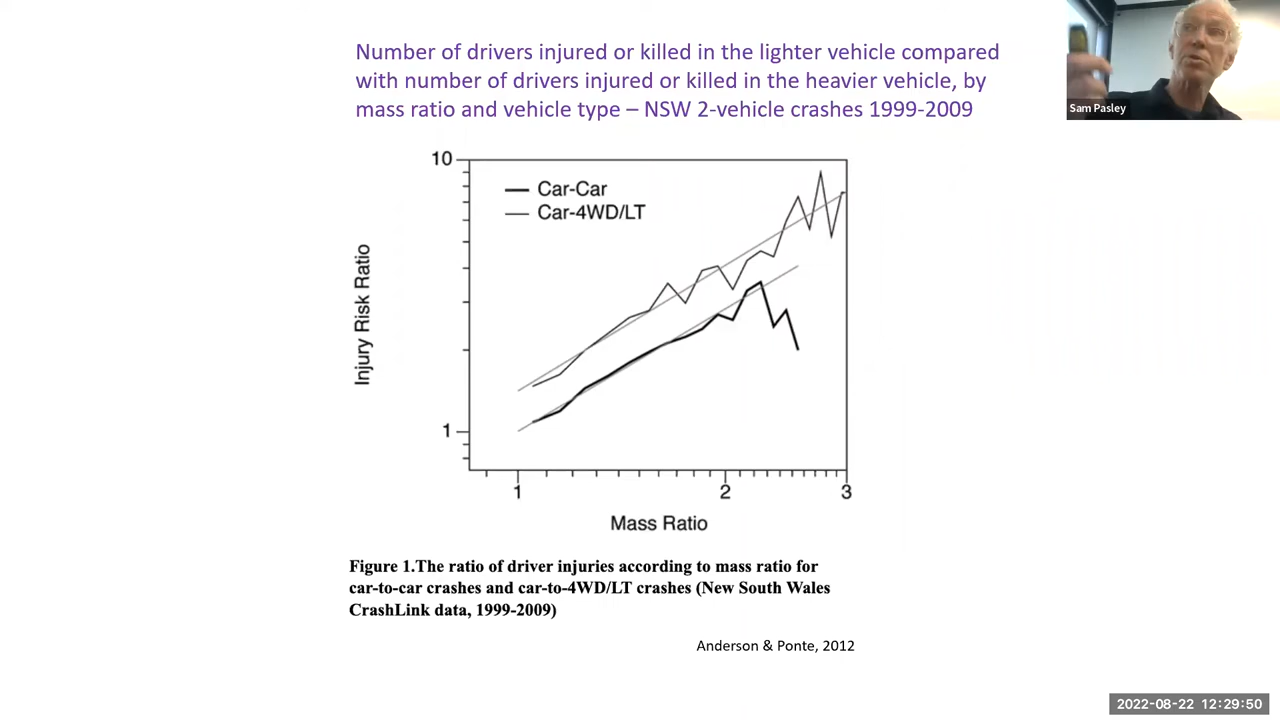 Number of drivers injured or killed in the lighter vehicle compared
with number of drivers injured or killed in the heavier vehicle, by
mass ratio and vehicle type – NSW 2-vehicle crashes 1999-2009
Sam Pasley
10
Car-Car
Car-4WD/LT
Injury Risk Ratio
1
1
2
3
Mass Ratio
Figure 1.The ratio of driver injuries according to mass ratio for
car-to-car crashes and car-to-4WD/LT crashes (New South Wales
CrashLink data, 1999-2009)
Anderson & Ponte, 2012
2022-08-22 12:29:50